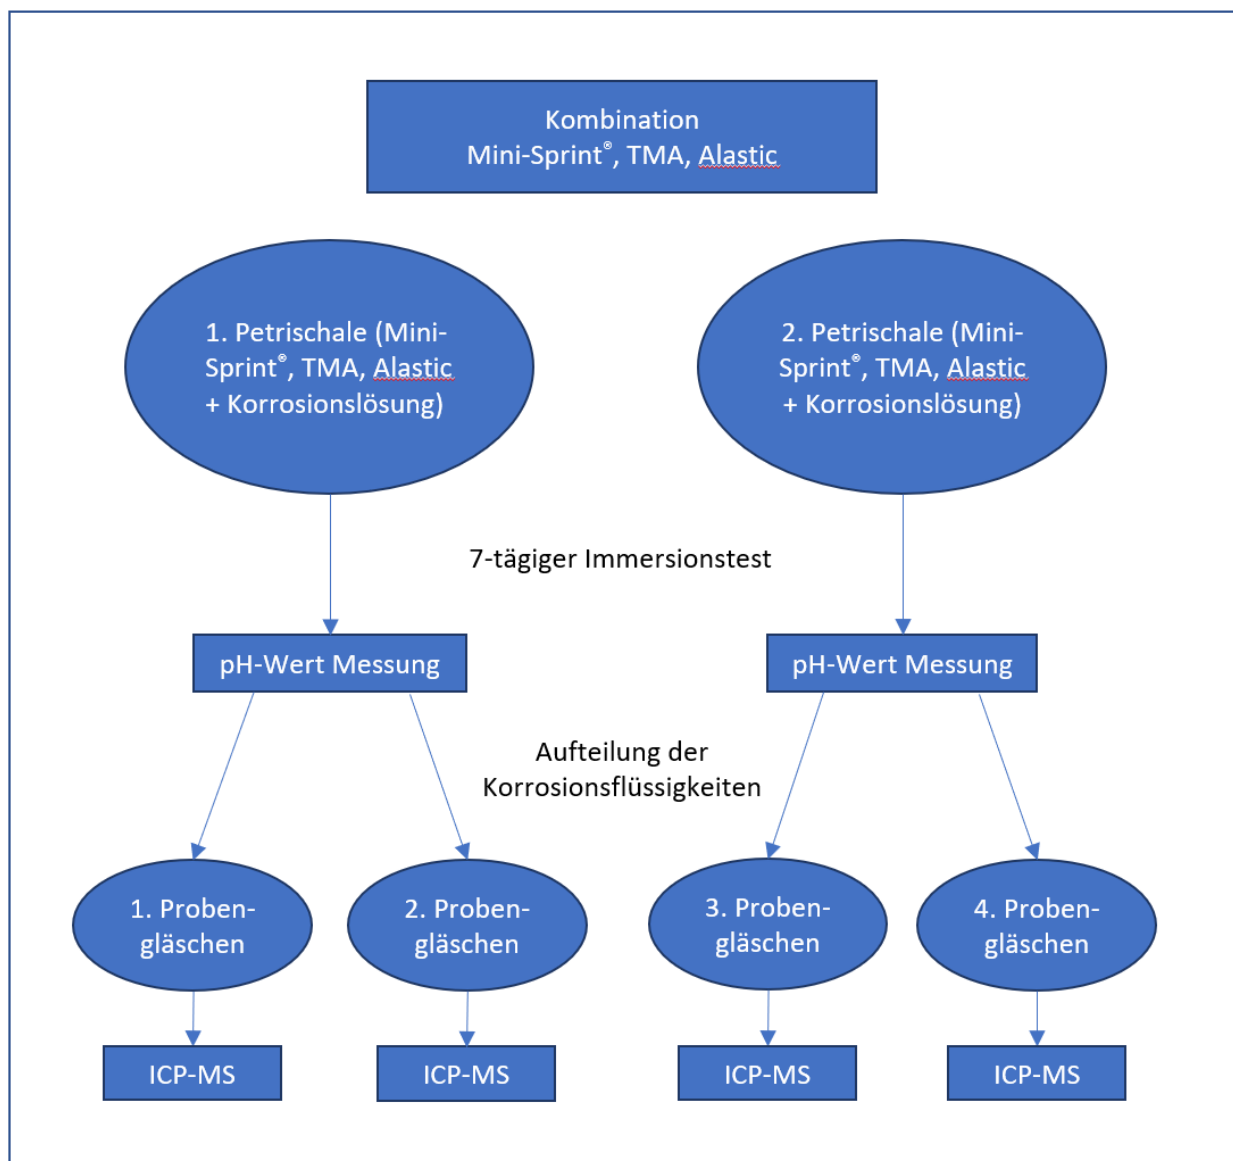 Kombination
Mini-Sprint®, TMA, Alastic
1. Petrischale (Mini-
Sprint®, TMA, Alastic
+ Korrosionslösung)
2. Petrischale (Mini-
Sprint®, TMA, Alastic
+ Korrosionslösung)
7-tägiger Immersionstest
pH-Wert Messung
pH-Wert Messung
Aufteilung der
Korrosionsflüssigkeiten
1. Proben-
gläschen
2. Proben-
gläschen
3. Proben-
gläschen
4. Proben-
gläschen
ICP-MS
ICP-MS
ICP-MS
ICP-MS